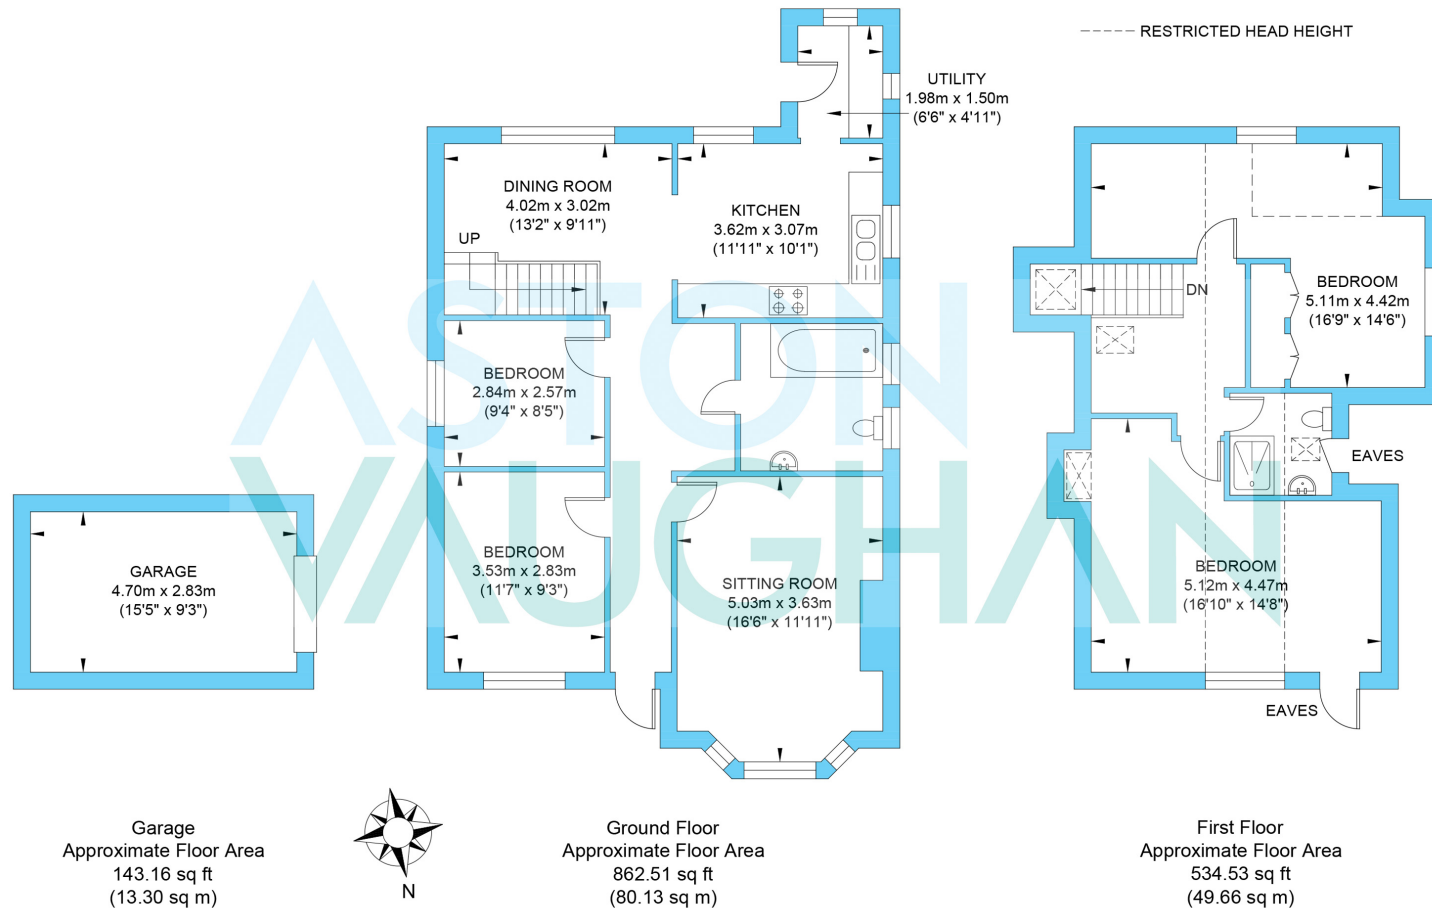 RESTRICTED HEAD HEIGHT
UTILITY
1.98m x 1.50m
(6'6" x 4'11")
DINING ROOM
4.02m x 3.02m
(13'2" x 9'11")
UP
KITCHEN
3.62m x 3.07m
(11'11" x 10'1")
BEDROOM
2.84m x 2.57m
(9'4" x 8'5")
BEDROOM
3.53m x 2.83m
(11'7" x 9'3")
SITTING ROOM
5.03m x 3.63m
(16'6" x 11'11")
GARAGE
4.70m x 2.83m
(15'5" x 9'3")
DN
BEDROOM
5.11m x 4.42m
(16'9" x 14'6")
EAVES
BEDROOM
5.12m x 4.47m
(16'10" x 14'8")
EAVES
ASTON
VAUGHAN
Garage
Approximate Floor Area
143.16 sq ft
(13.30 sq m)
N
Ground Floor
Approximate Floor Area
862.51 sq ft
(80.13 sq m)
First Floor
Approximate Floor Area
534.53 sq ft
(49.66 sq m)